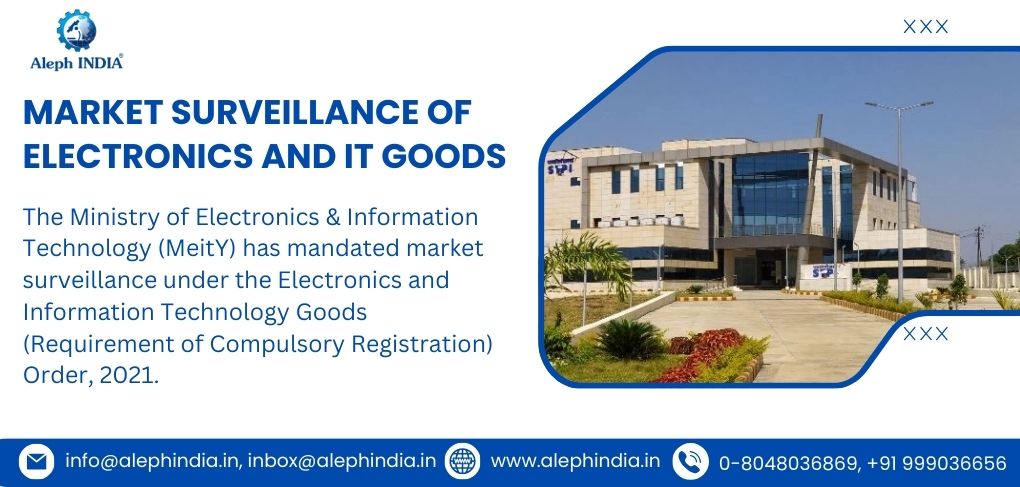 Aleph INDIA®
XXX
MARKET SURVEILLANCE OF
ELECTRONICS AND IT GOODS
The Ministry of Electronics & Information
Technology (MeitY) has mandated market
surveillance under the Electronics and
Information Technology Goods
(Requirement of Compulsory Registration)
Order, 2021.
XXX
info@alephindia.in, inbox@alephindia.in
www.alephindia.in
0-8048036869, +91 999036656